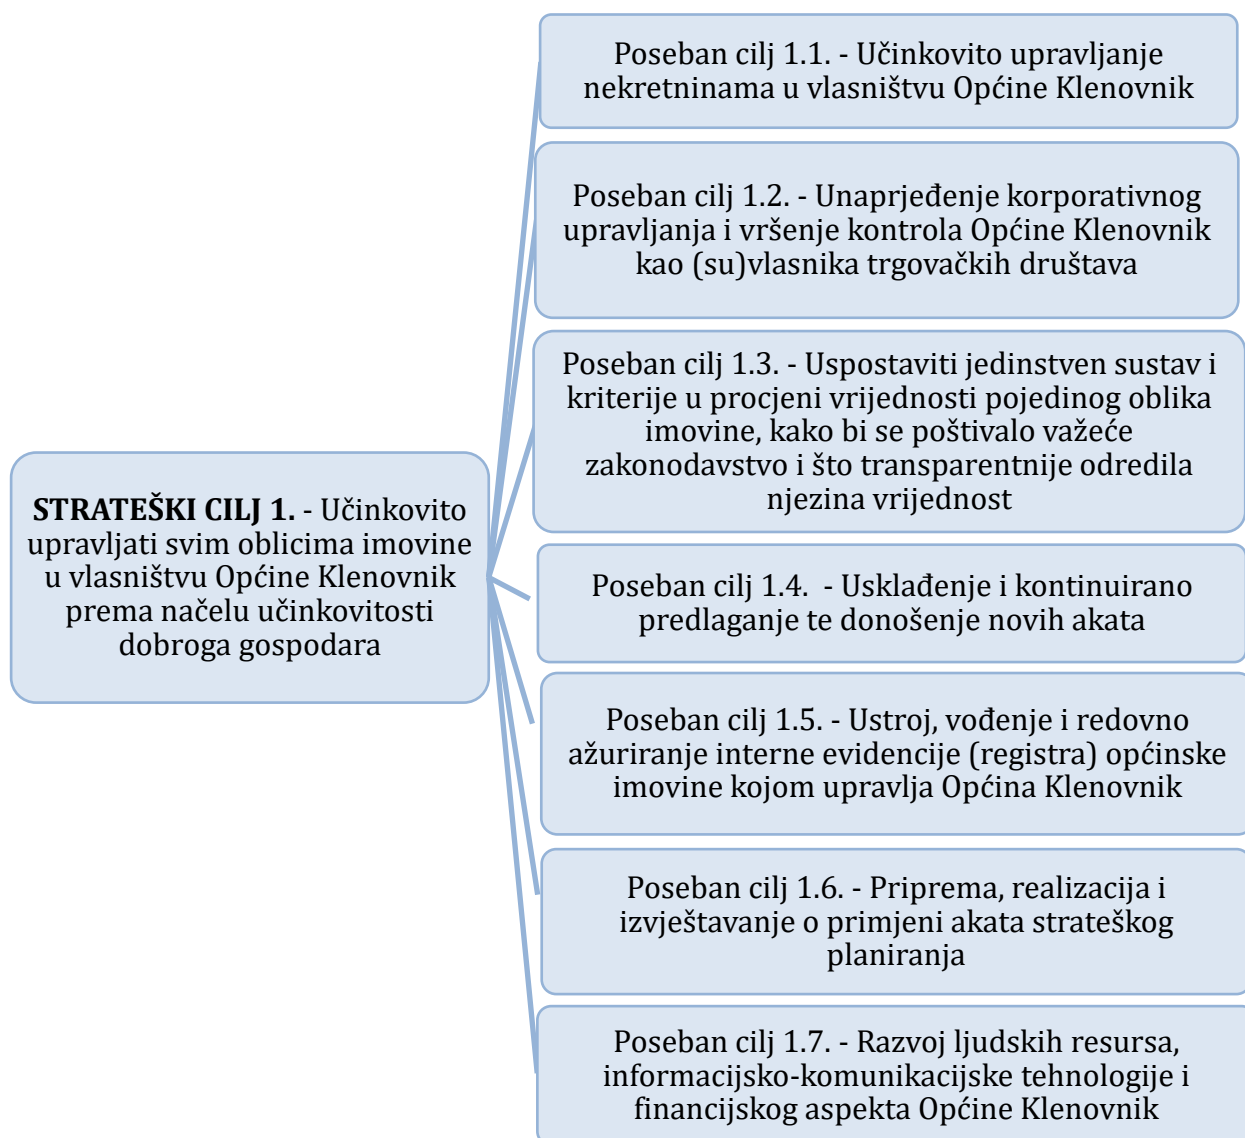 Poseban cilj 1.1. - Učinkovito upravljanje
nekretninama u vlasništvu Općine Klenovnik
Poseban cilj 1.2. - Unaprjeđenje korporativnog
upravljanja i vršenje kontrola Općine Klenovnik
kao (su)vlasnika trgovačkih društava
Poseban cilj 1.3. - Uspostaviti jedinstven sustav i
kriterije u procjeni vrijednosti pojedinog oblika
imovine, kako bi se poštivalo važeće
zakonodavstvo i što transparentnije odredila
njezina vrijednost
STRATEŠKI CILJ 1. - Učinkovito
upravljati svim oblicima imovine
u vlasništvu Općine Klenovnik
prema načelu učinkovitosti
dobroga gospodara
Poseban cilj 1.4.  - Usklađenje i kontinuirano
predlaganje te donošenje novih akata
Poseban cilj 1.5. - Ustroj, vođenje i redovno
ažuriranje interne evidencije (registra) općinske
imovine kojom upravlja Općina Klenovnik
Poseban cilj 1.6. - Priprema, realizacija i
izvještavanje o primjeni akata strateškog
planiranja
Poseban cilj 1.7. - Razvoj ljudskih resursa,
informacijsko-komunikacijske tehnologije i
financijskog aspekta Općine Klenovnik